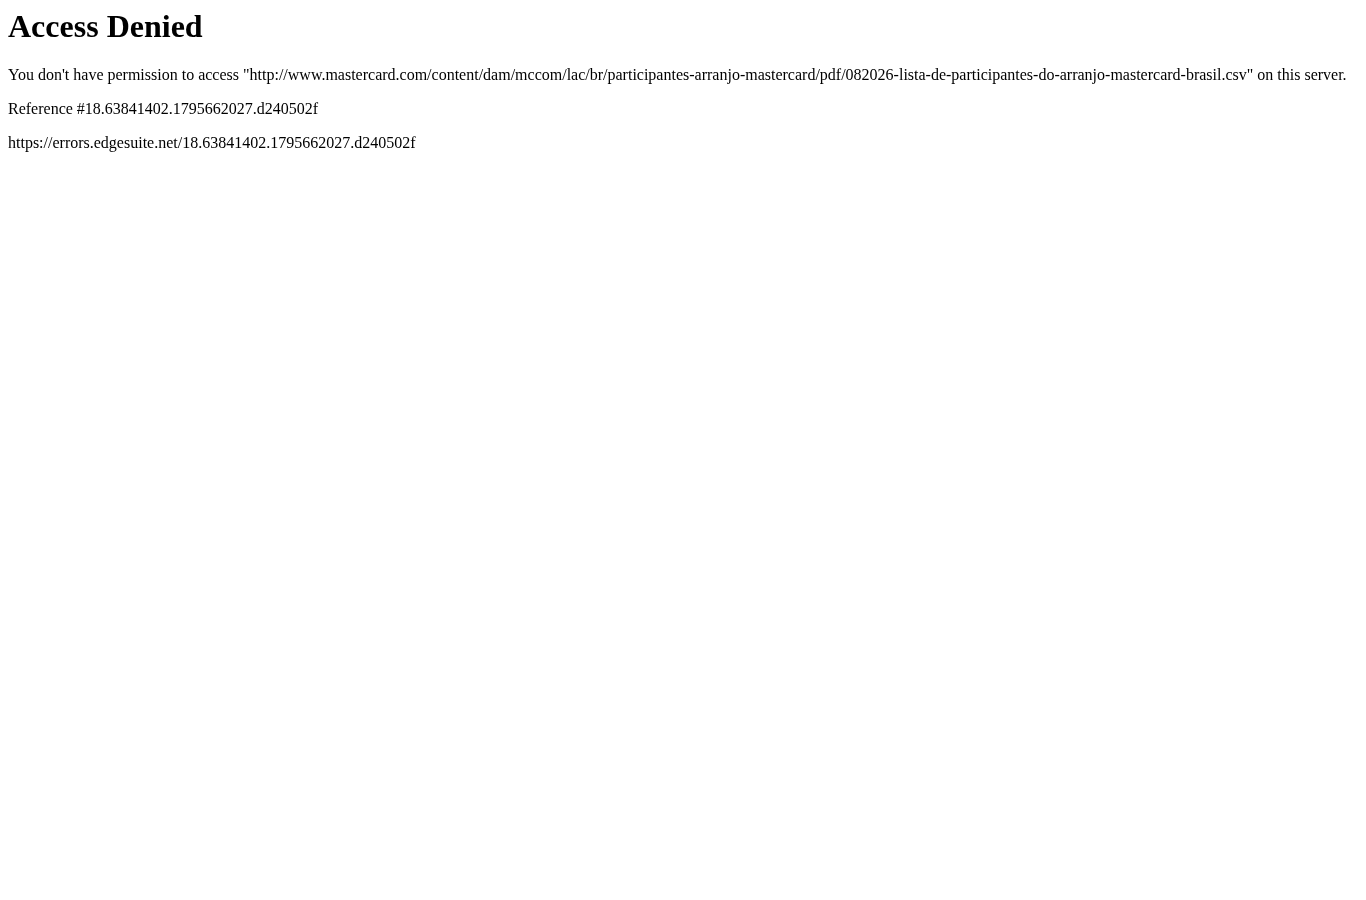 Access Denied
You don't have permission to access "http://www.mastercard.com/content/dam/mccom/lac/br/participantes-arranjo-mastercard/pdf/082026-lista-de-participantes-do-arranjo-mastercard-brasil.csv" on this server.
Reference #18.63841402.1795662027.d240502f
https://errors.edgesuite.net/18.63841402.1795662027.d240502f